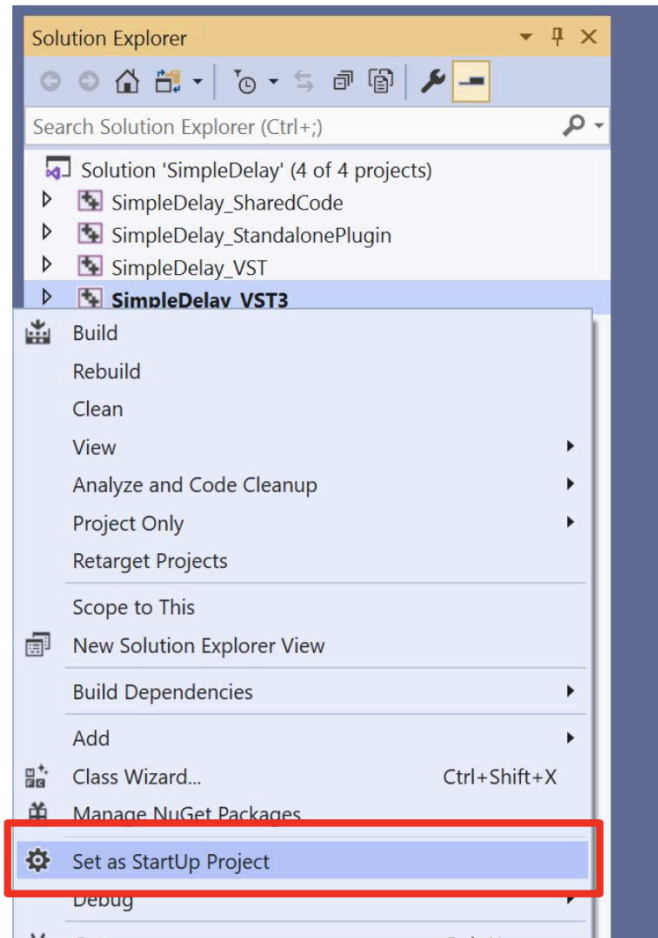 Solution Explorer
Search Solution Explorer (Ctrl+;)
Solution 'SimpleDelay' (4 of 4 projects)
SimpleDelay_SharedCode
SimpleDelay_StandalonePlugin
SimpleDelay_VST
SimpleDelay_VST3
Build
Rebuild
Clean
View
Analyze and Code Cleanup
Project Only
Retarget Projects
Scope to This
New Solution Explorer View
Build Dependencies
Add
Class Wizard... Ctrl+Shift+X
Manage NuGet Packages
Set as StartUp Project
Debug